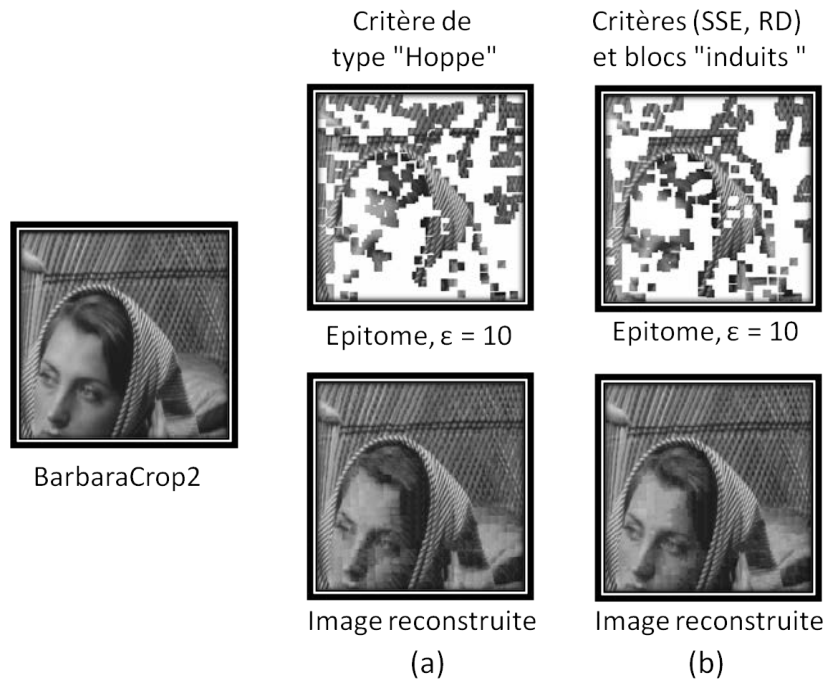 Critère de
type "Hoppe"
Critères (SSE, RD)
et blocs "induits "
Epitome, ε = 10
Epitome, ε = 10
BarbaraCrop2
Image reconstruite
Image reconstruite
(a)
(b)